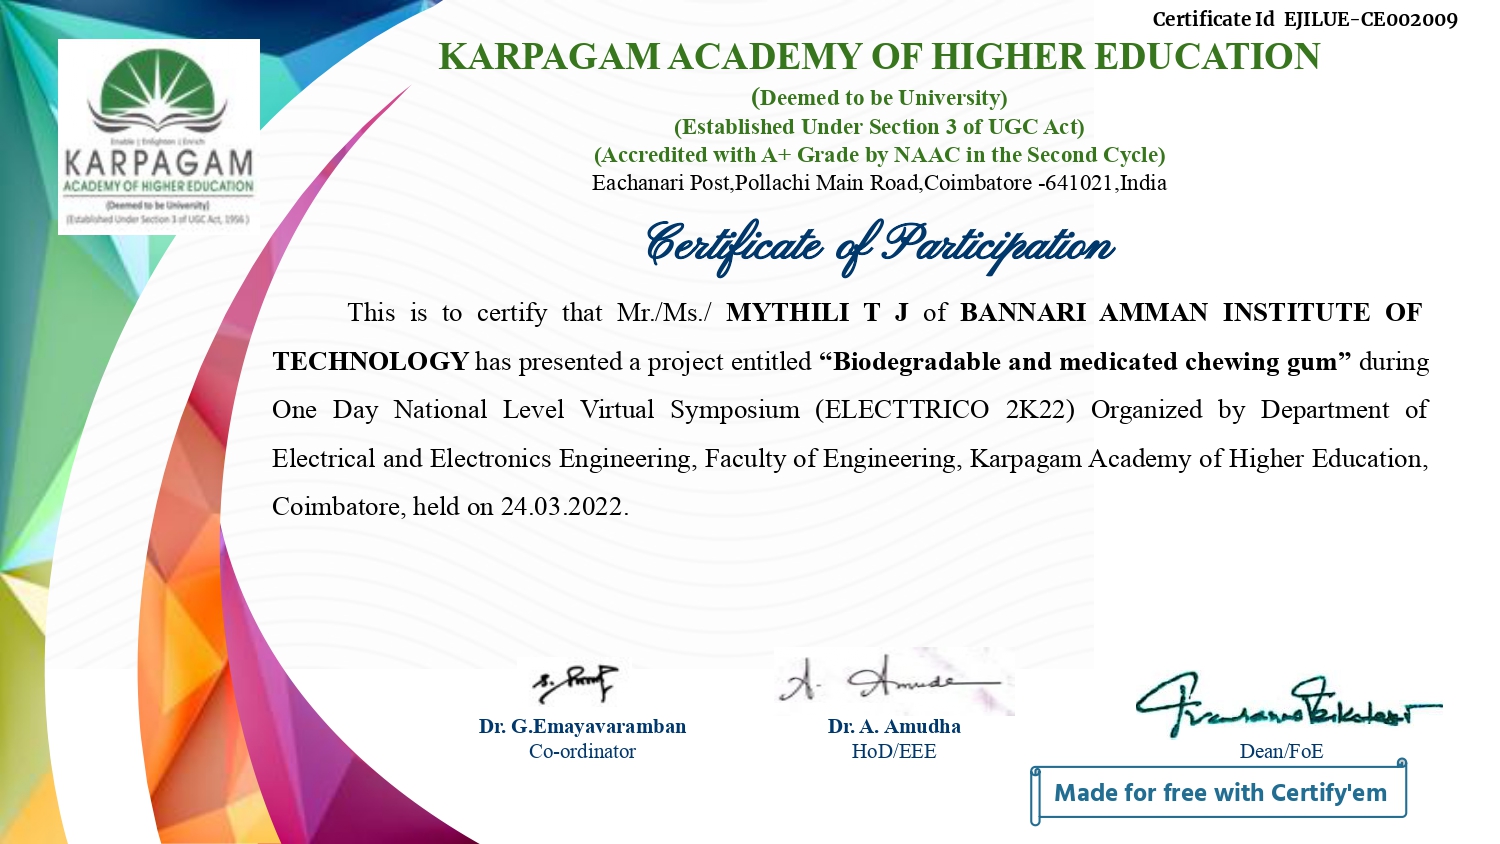 Certificate Id EJILUE-CE002009
KARPAGAM ACADEMY OF HIGHER EDUCATION
(Deemed to be University)
(Established Under Section 3 of UGC Act)
(Accredited with A+ Grade by NAAC in the Second Cycle)
Eachanari Post,Pollachi Main Road,Coimbatore -641021,India
Enable | Enlighten | Enrich
KARPAGAM
ACADEMY OF HIGHER EDUCATION
(Deemed to be University)
(Established Under Section 3 of UGC Act, 1956 )
Certificate of Participation
This is to certify that Mr./Ms./ MYTHILI T J of BANNARI AMMAN INSTITUTE OF
TECHNOLOGY has presented a project entitled “Biodegradable and medicated chewing gum” during
One Day National Level Virtual Symposium (ELECTTRICO 2K22) Organized by Department of
Electrical and Electronics Engineering, Faculty of Engineering, Karpagam Academy of Higher Education,
Coimbatore, held on 24.03.2022.
A. Amuda
Dr. G.Emayavaramban
Co-ordinator
Dr. A. Amudha
HoD/EEE
Dean/FoE
Made for free with Certify'em